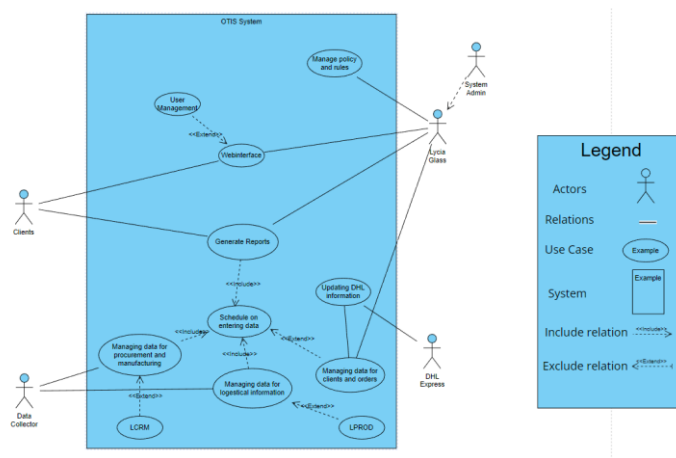 OTIS System
Manage policy
and rules
System
Admin
User
Management
<<Extend>>
Lycia
Glass
Webinterface
Clients
Generate Reports
<<Include>>
Updating DHL
information
Schedule on
entering data
<<Include>>
<<Include>>
<<Extend>>
Managing data for
procurement and
manufacturing
DHL
Express
Managing data for
clients and orders
Managing data for
logestical information
Data
Collector
<<Extend>>
<<Extend>>
LCRM
LPROD
Legend
Actors
Relations
Use Case
Example
System
Example
Include relation
<<Include>>
Exclude relation
<<Extend>>